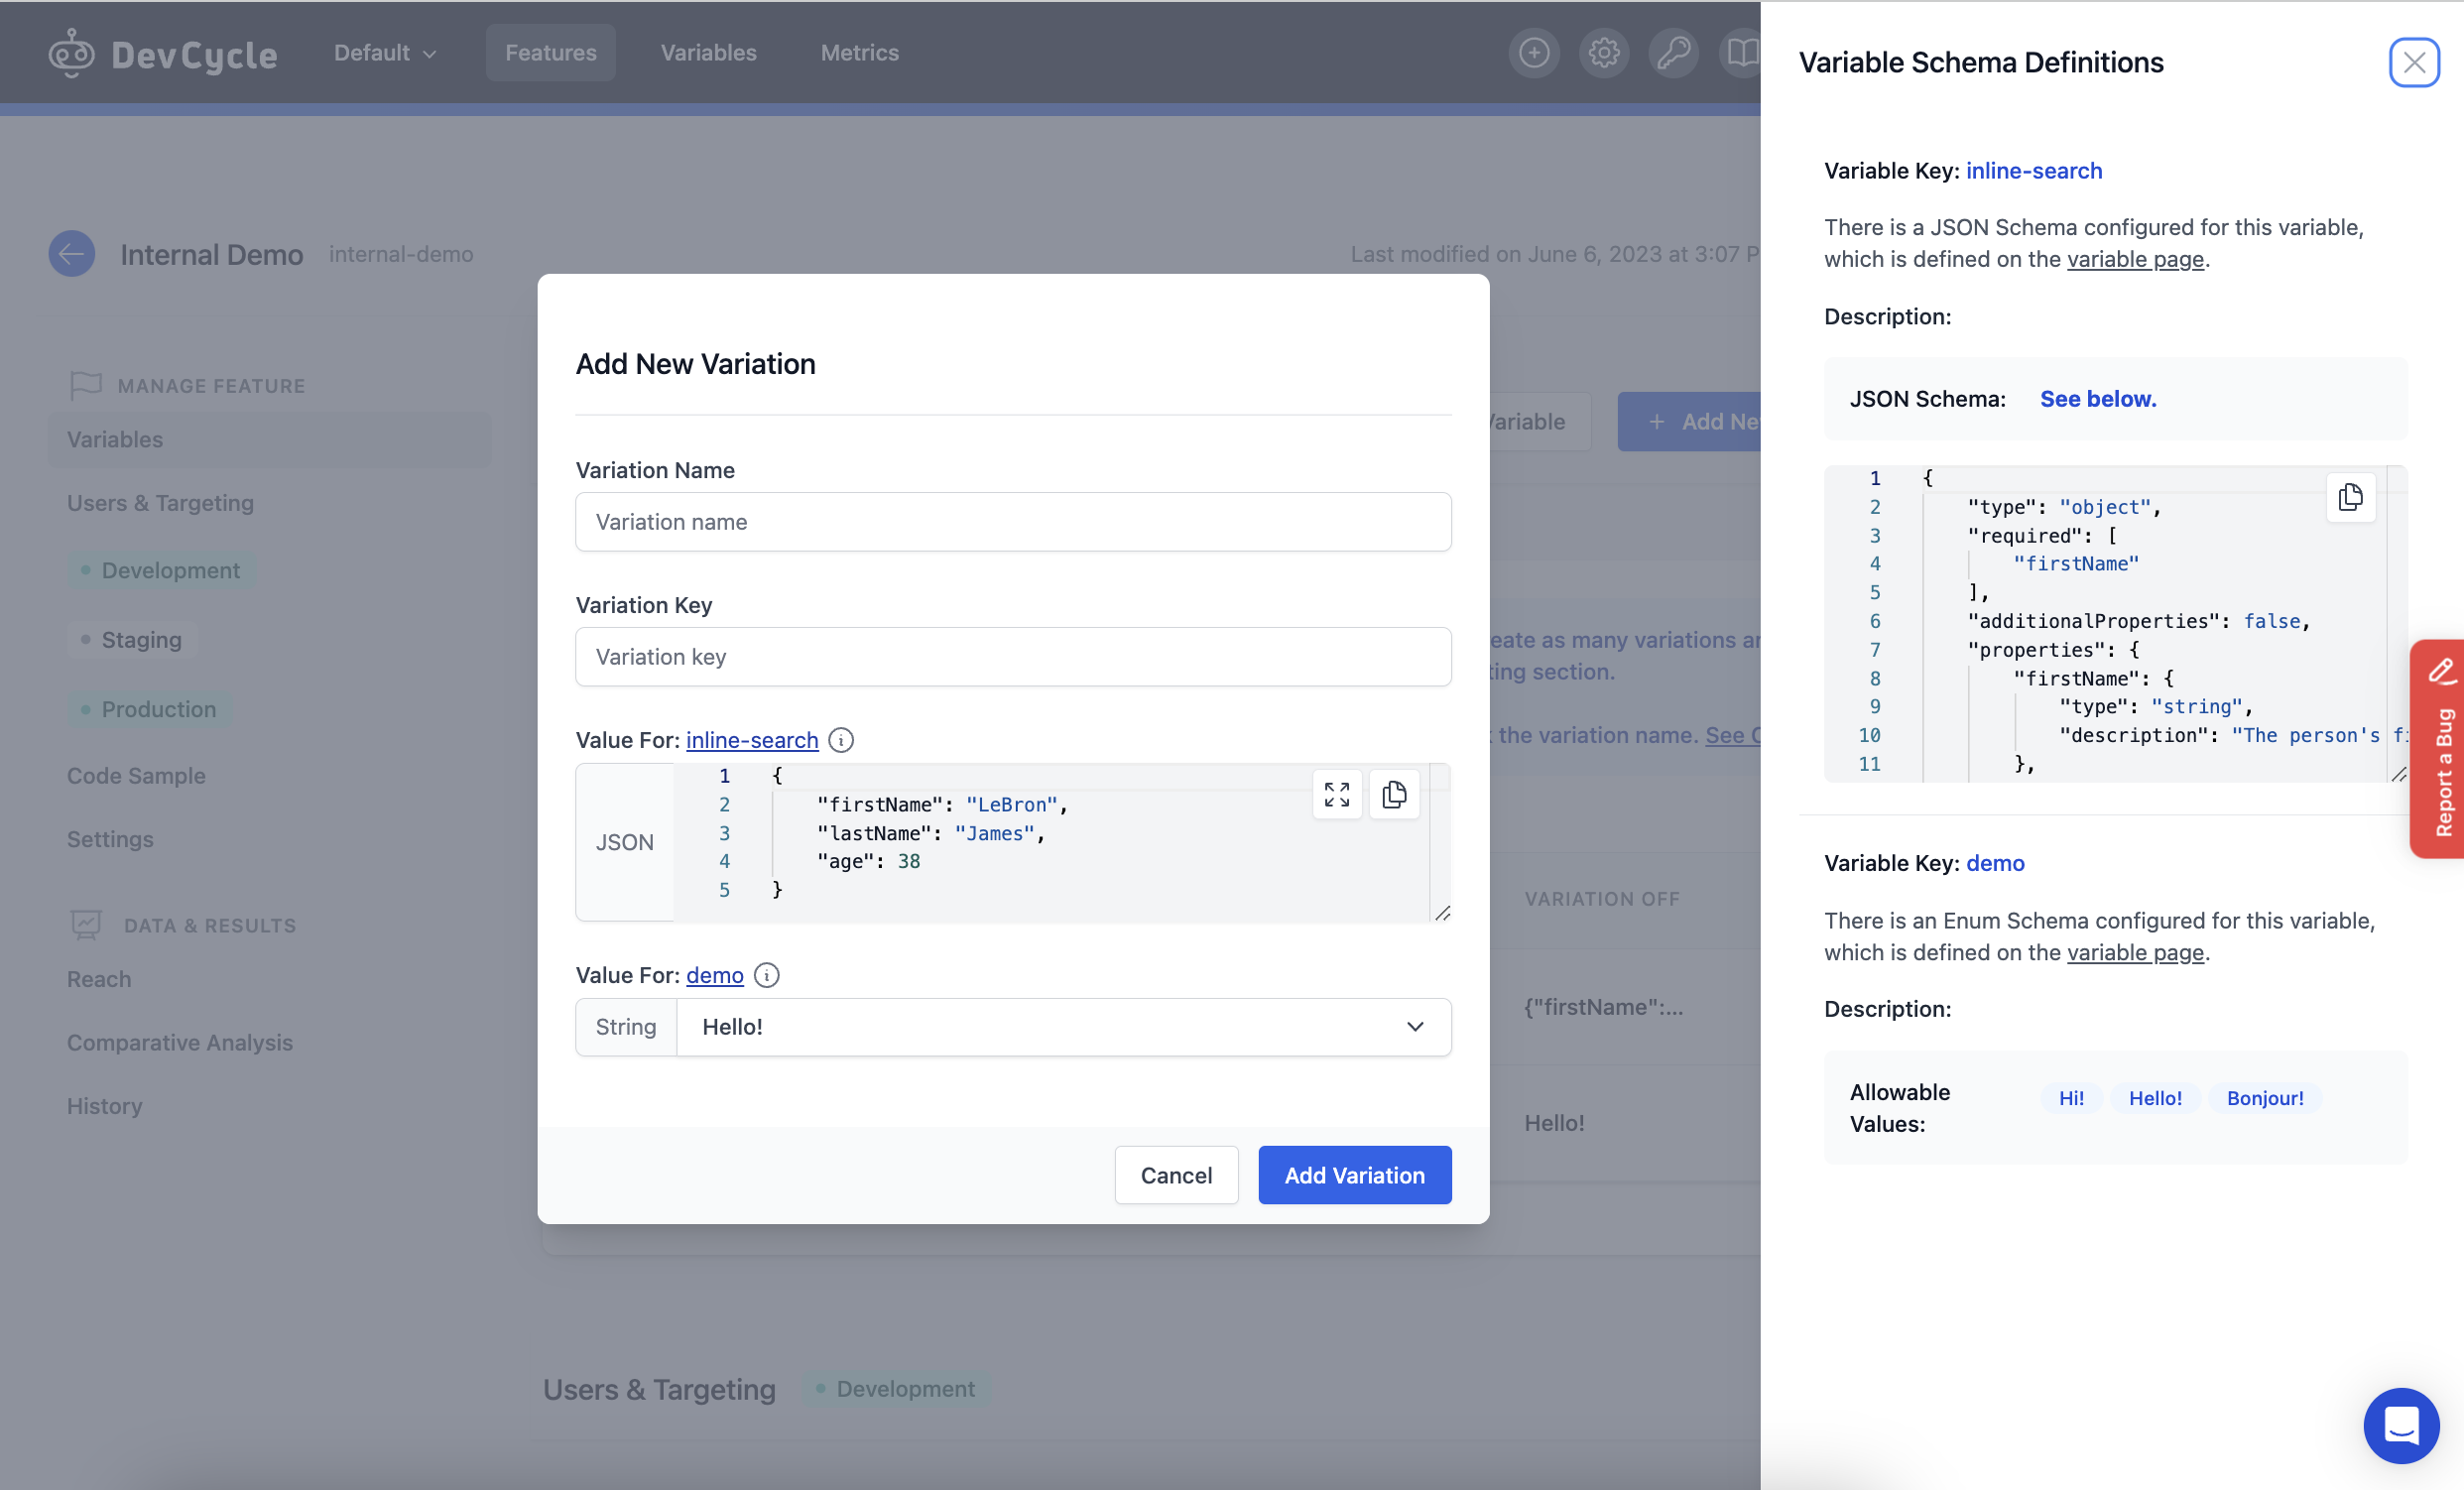 DevCycle
Default
Features
Variables
Metrics
Internal Demo
internal-demo
Last modified on June 6, 2023 at 3:07 P
MANAGE FEATURE
Variables
Users & Targeting
Development
Staging
Production
Code Sample
Settings
DATA & RESULTS
Reach
Comparative Analysis
History
Variable
+ Add Ne
eate as many variations a
ting section.
the variation name. See
VARIATION OFF
{"firstName":...
Hello!
Users & Targeting
Development
Add New Variation
Variation Name
Variation name
Variation Key
Variation key
Value For: inline-search
JSON
1 {
2 "firstName": "LeBron",
3 "lastName": "James",
4 "age": 38
5 }
Value For: demo
String
Hello!
Cancel
Add Variation
Variable Schema Definitions
Variable Key: inline-search
There is a JSON Schema configured for this variable,
which is defined on the variable page.
Description:
JSON Schema: See below.
1 {
2 "type": "object",
3 "required": [
4 "firstName"
5 ],
6 "additionalProperties": false,
7 "properties": {
8 "firstName": {
9 "type": "string",
10 "description": "The person's fi
11 },
Variable Key: demo
There is an Enum Schema configured for this variable,
which is defined on the variable page.
Description:
Allowable
Values:
Hi!
Hello!
Bonjour!
Report a Bug